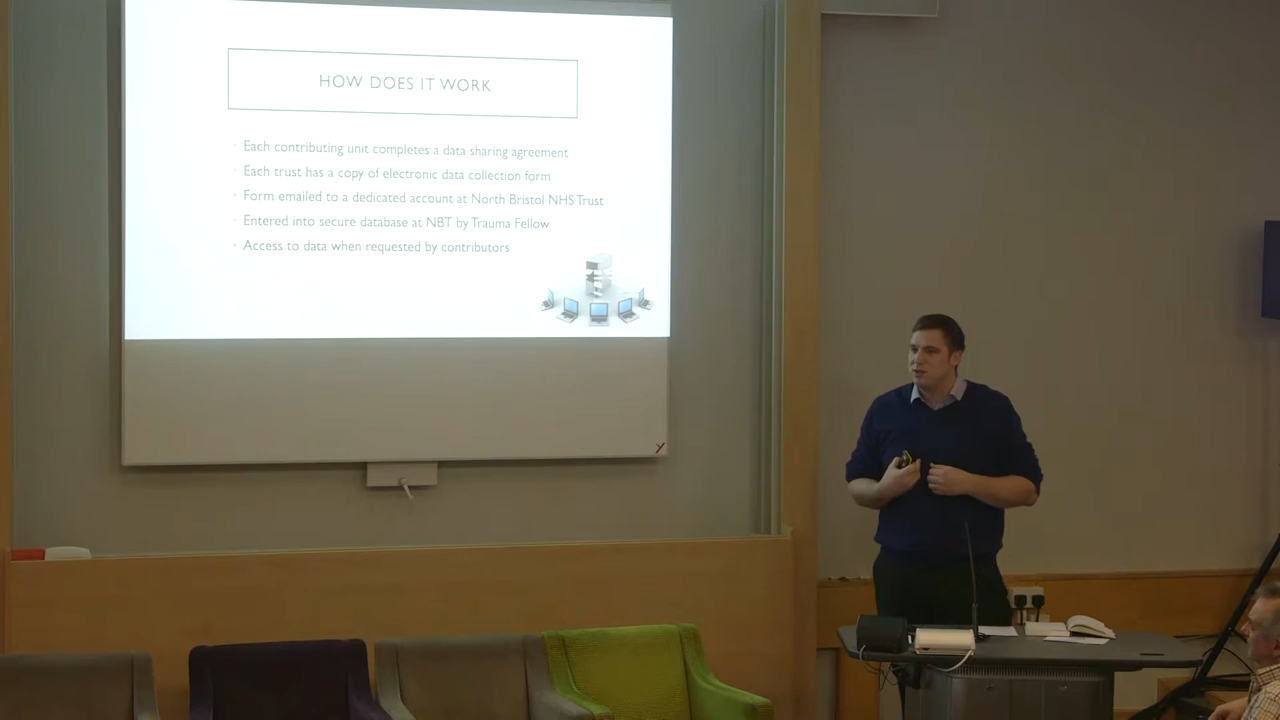 HOW DOES IT WORK
Each contributing unit completes a data sharing agreement
Each trust has a copy of electronic data collection form
Form emailed to a dedicated account at North Bristol NHS Trust
Entered into secure database at NBT by Trauma Fellow
Access to data when requested by contributors